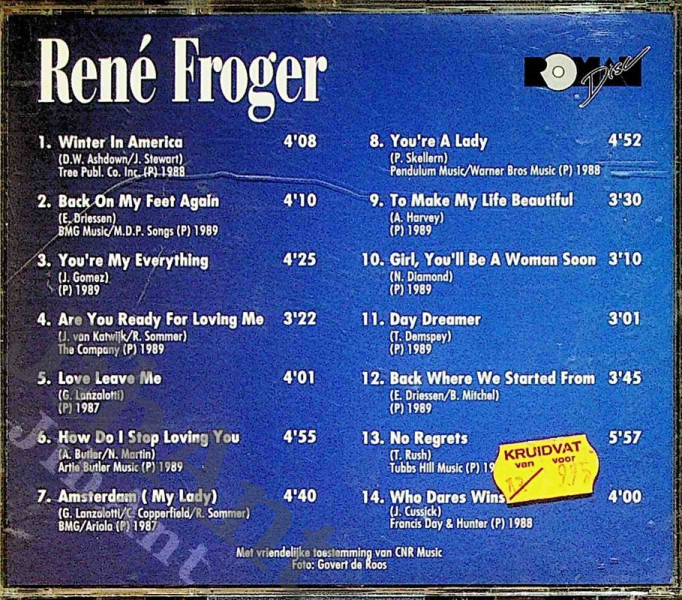 René Froger
ROMAN
Disc
1. Winter In America 4'08
(D.W. Ashdown/J. Stewart)
Tree Publ. Co. Inc. (P) 1988
2. Back On My Feet Again 4'10
(E. Driessen)
BMG Music/M.D.P. Songs (P) 1989
3. You're My Everything 4'25
(J. Gomez)
(P) 1989
4. Are You Ready For Loving Me 3'22
(J. van Katwijk/R. Sommer)
The Company (P) 1989
5. Love Leave Me 4'01
(G. Lanzalotti)
(P) 1987
6. How Do I Stop Loving You 4'55
(A. Butler/N. Martin)
Artie Butler Music (P) 1989
7. Amsterdam ( My Lady) 4'40
(G. Lanzalotti/C. Copperfield/R. Sommer)
BMG/Ariola (P) 1987
8. You're A Lady 4'52
(P. Skellern)
Pendulum Music/Warner Bros Music (P) 1988
9. To Make My Life Beautiful 3'30
(A. Harvey)
(P) 1989
10. Girl, You'll Be A Woman Soon 3'10
(N. Diamond)
(P) 1989
11. Day Dreamer 3'01
(T. Dempsey)
(P) 1989
12. Back Where We Started From 3'45
(E. Driessen/B. Mitchel)
(P) 1989
13. No Regrets 5'57
(T. Rush)
Tubbs Hill Music (P) 19
14. Who Dares Wins 4'00
(J. Cussick)
Francis Day & Hunter (P) 1988
KRUIDVAT
van voor
9.75
Met vriendelijke toestemming van CNR Music
Foto: Govert de Roos